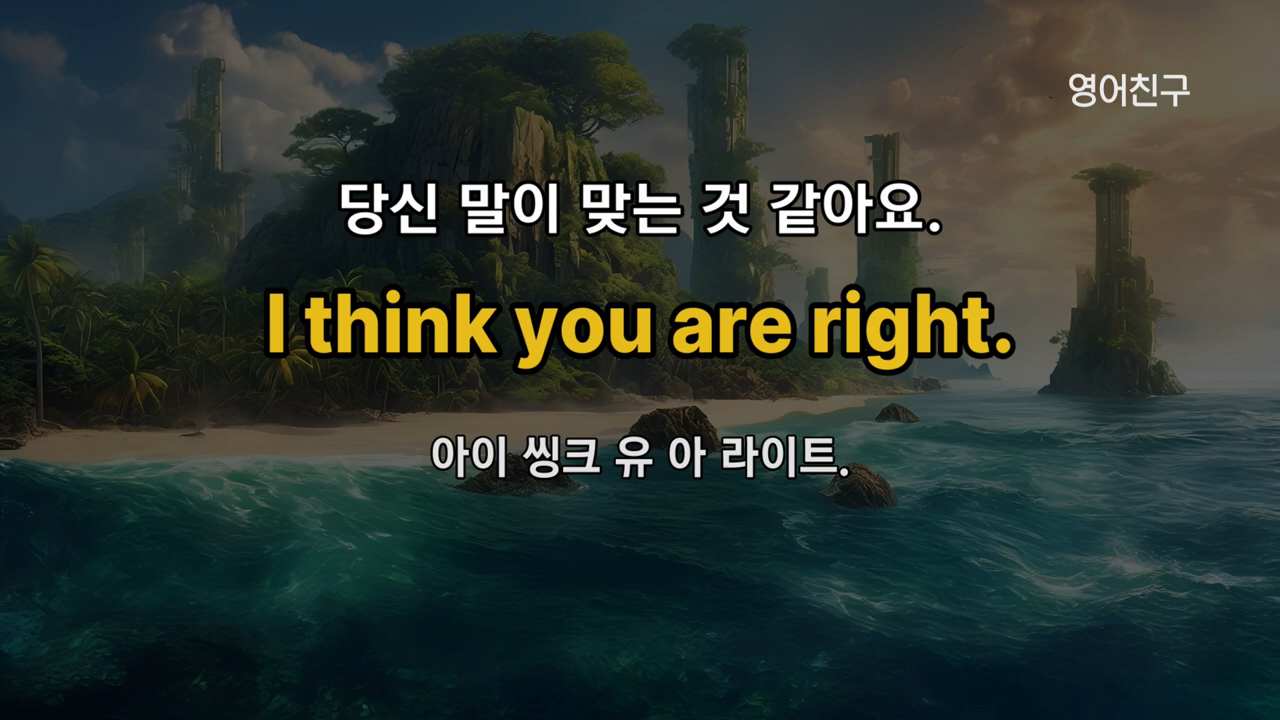 영어친구
당신 말이 맞는 것 같아요.
I think you are right.
아이 씽크 유 아 라이트.